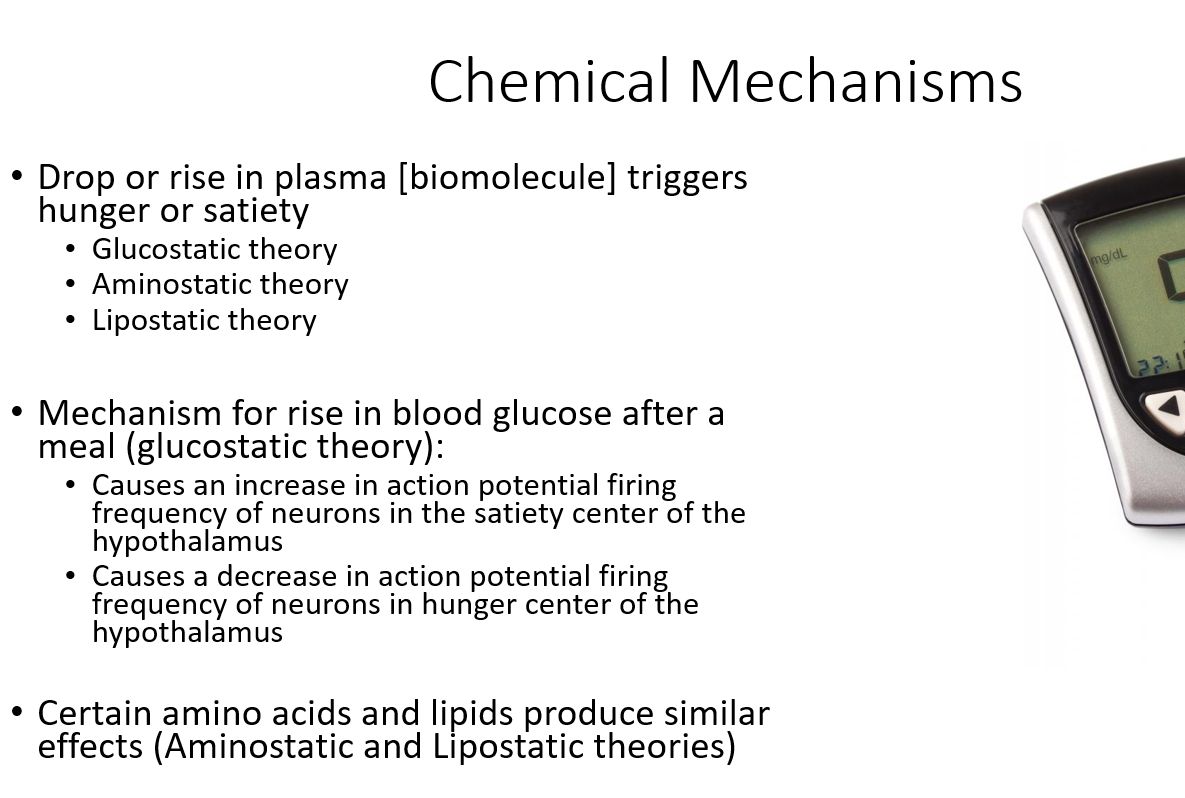 Chemical Mechanisms
• Drop or rise in plasma [biomolecule] triggers
hunger or satiety
• Glucostatic theory
• Aminostatic theory
• Lipostatic theory
• Mechanism for rise in blood glucose after a
meal (glucostatic theory):
• Causes an increase in action potential firing
frequency of neurons in the satiety center of the
hypothalamus
• Causes a decrease in action potential firing
frequency of neurons in hunger center of the
hypothalamus
• Certain amino acids and lipids produce similar
effects (Aminostatic and Lipostatic theories)
mg/dL